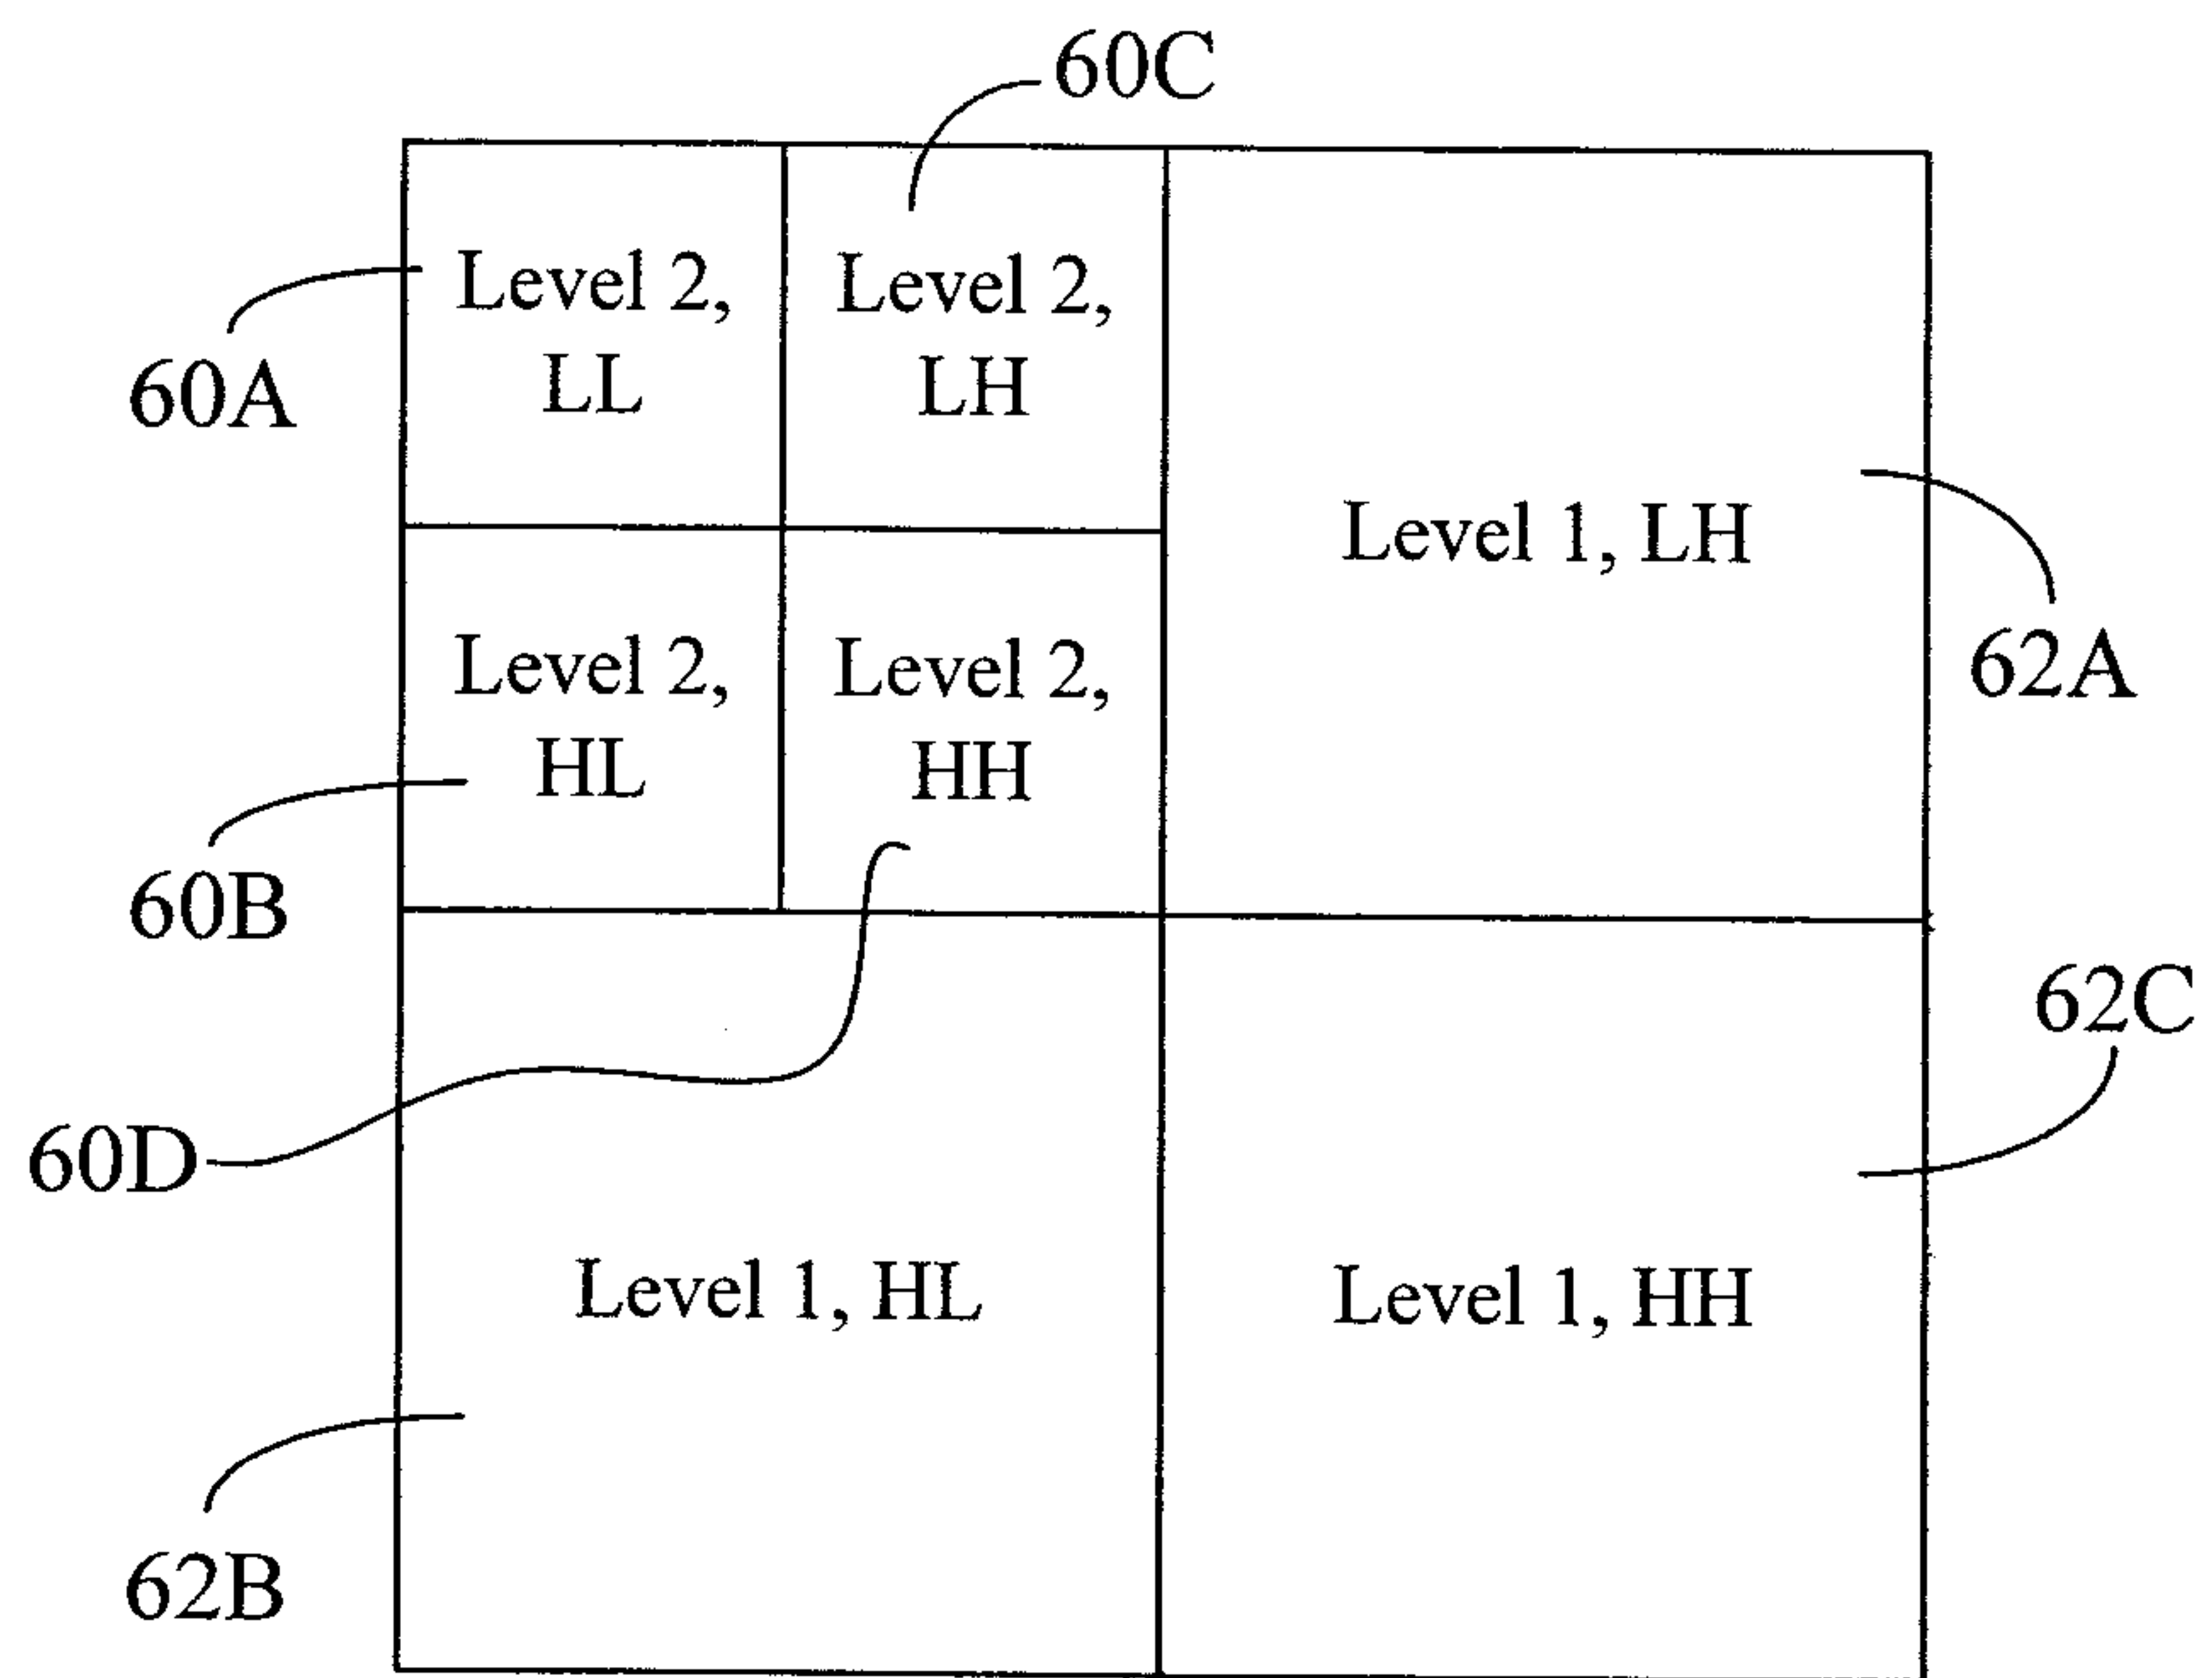 60C
Level 2,
LL
Level 2,
LH
60A
Level 1, LH
62A
Level 2,
HL
Level 2,
HH
60B
62C
60D
Level 1, HL
Level 1, HH
62B